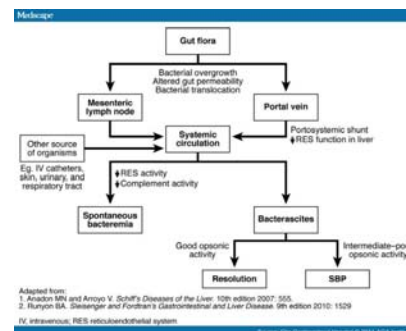 Medscape
Gut flora
Bacterial overgrowth
Altered gut permeability
Bacterial translocation
Mesenteric
lymph node
Portal vein
Other source
of organisms
Systemic
circulation
Portosystemic shunt
RES function in liver
Eg. IV catheters,
skin, urinary, and
respiratory tract
RES activity
Complement activity
Spontaneous
bacteremia
Bacterascites
Good opsonic
activity
Intermediate–poo
opsonic activity
Resolution
SBP
Adapted from:
1. Anadon MN and Arroyo V. Schiff's Diseases of the Liver. 10th edition 2007: 555.
2. Runyon BA. Sleisenger and Fordtran's Gastrointestinal and Liver Disease. 9th edition 2010: 1529
IV, intravenous; RES reticuloendothelial system